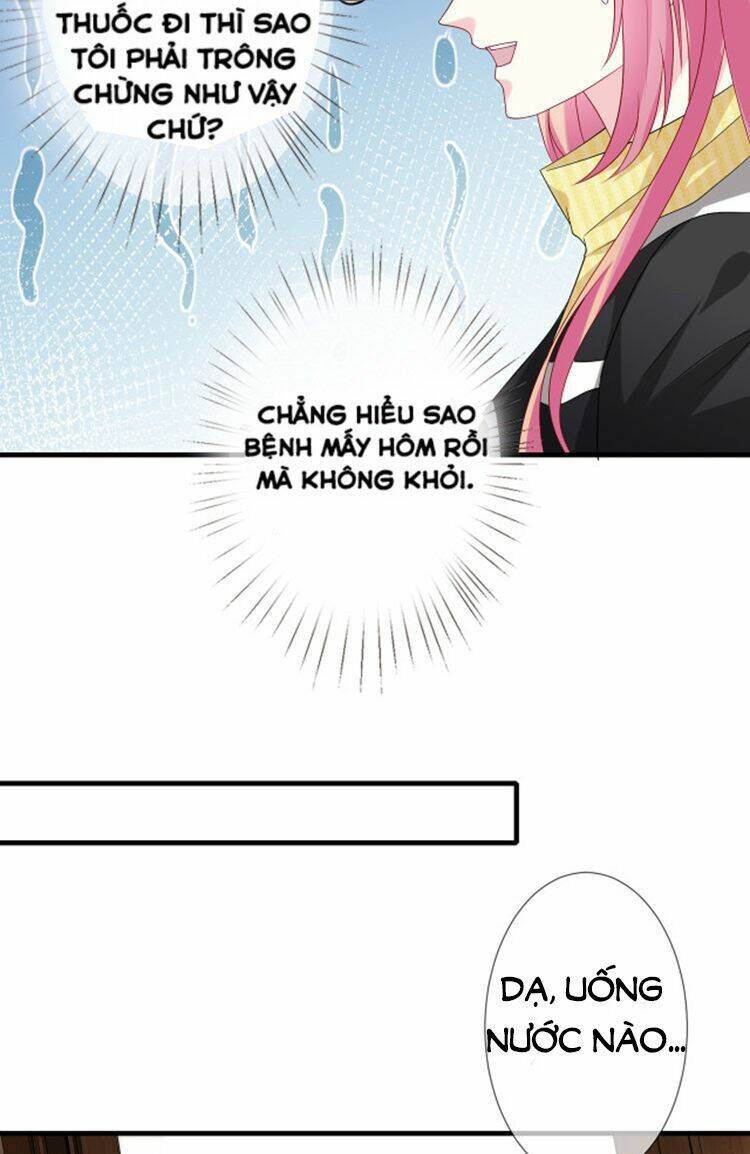 THUỐC ĐI THÌ SAO
TÔI PHẢI TRÔNG
CHỪNG NHƯ VẬY
CHỨ?
CHẲNG HIỂU SAO
BỆNH MẤY HÔM RỒI
MÀ KHÔNG KHỎI.
DẠ, UỐNG
NƯỚC NÀO...